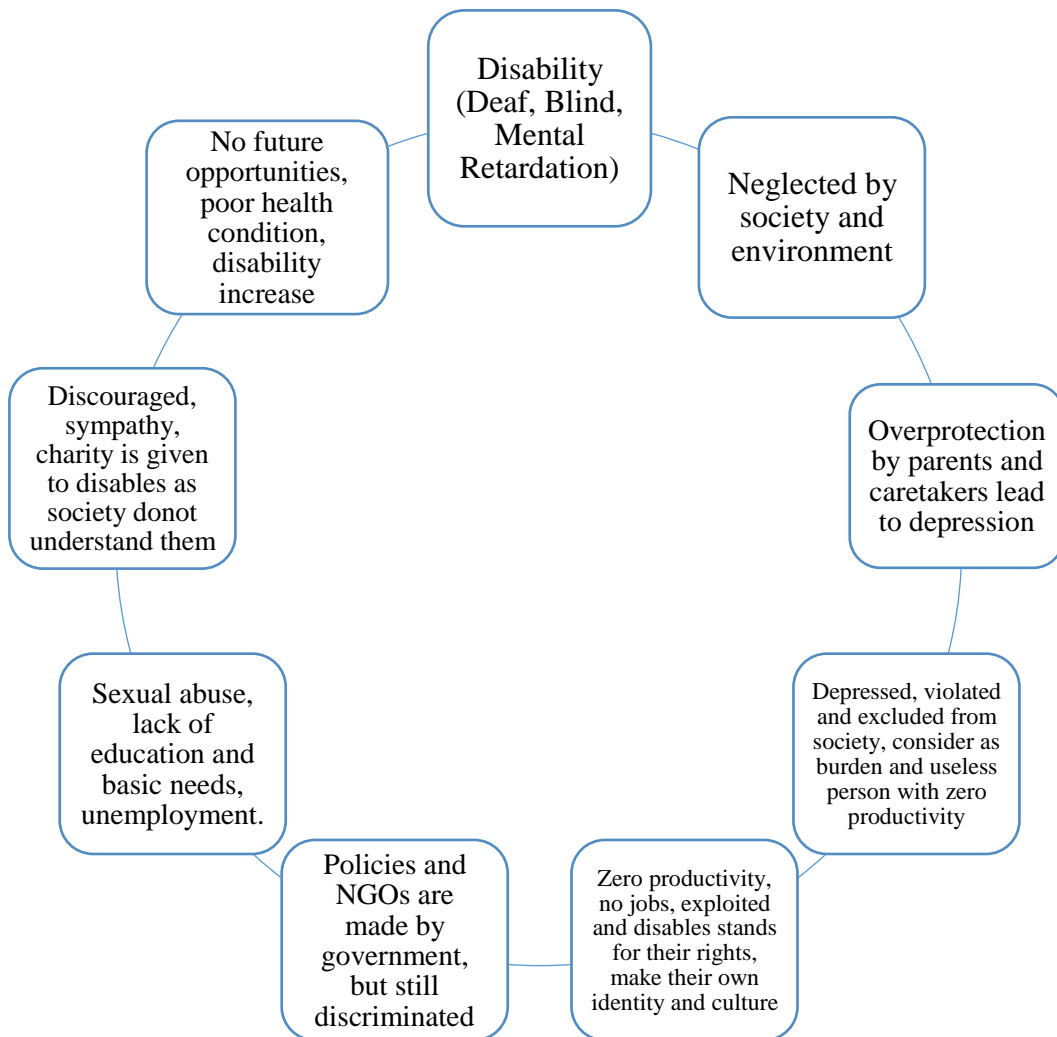 Disability
(Deaf, Blind,
Mental
Retardation)
Neglected by
society and
environment
Overprotection
by parents and
caretakers lead
to depression
Depressed, violated
and excluded from
society, consider as
burden and useless
person with zero
productivity
Zero productivity,
no jobs, exploited
and disables stands
for their rights,
make their own
identity and culture
Policies and
NGOs are
made by
government,
but still
discriminated
Sexual abuse,
lack of
education and
basic needs,
unemployment.
Discouraged,
sympathy,
charity is given
to disables as
society donot
understand them
No future
opportunities,
poor health
condition,
disability
increase